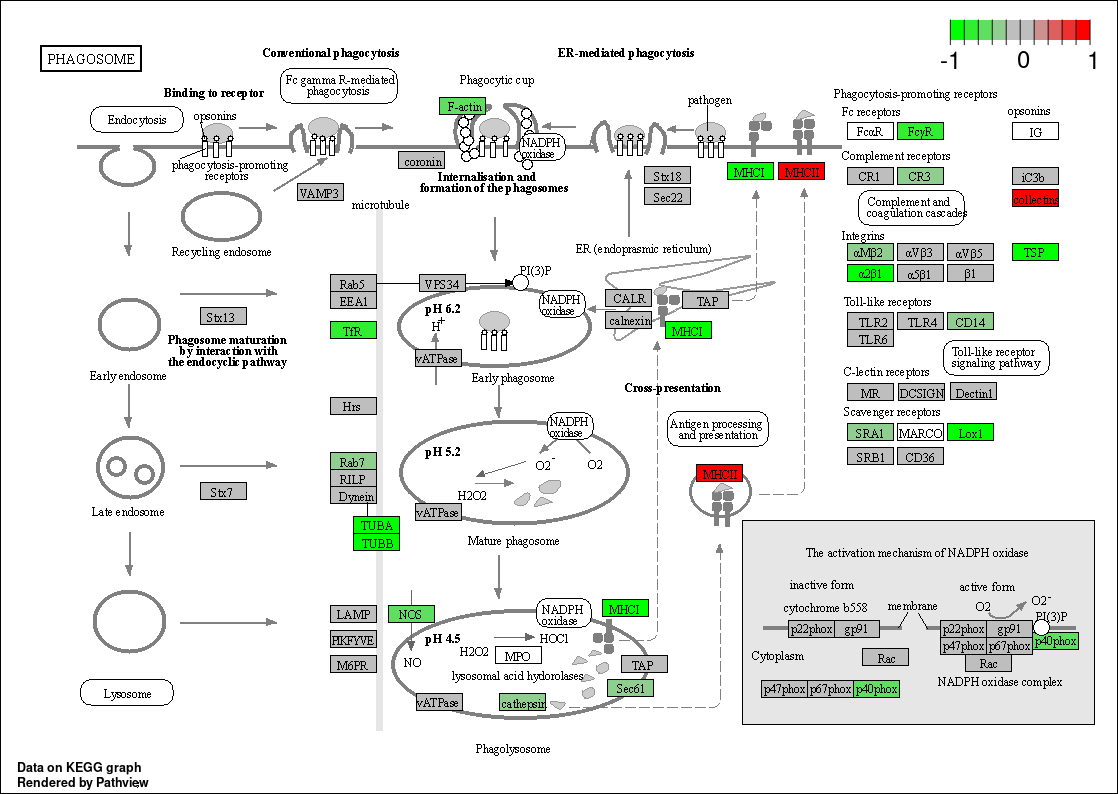 PHAGOSOME
Conventional phagocytosis
ER-mediated phagocytosis
-1
0
1
Binding to receptor
Fc gamma R-mediated
phagocytosis
Phagocytic cup
Endocytosis
opsonins
F-actin
pathogen
NADPH
oxidase
coronin
phagocytosis-promoting
receptors
Internalisation and
formation of the phagosomes
Stx18
Sec22
MHCI
MHCII
VAMP3
microtubule
Recycling endosome
ER (endoprasmic reticulum)
Phagocytosis-promoting receptors
Fc receptors
opsonins
FcαR
FcγR
IG
Complement receptors
CR1
CR3
iC3b
collectins
Complement and
coagulation cascades
Integrins
αMβ2
αVβ3
αVβ5
TSP
α2β1
α5β1
β1
Toll-like receptors
TLR2
TLR4
CD14
TLR6
Toll-like receptor
signaling pathway
C-lectin receptors
MR
DCSIGN
Dectin1
Scavenger receptors
SRA1
MARCO
Lox1
SRB1
CD36
Rab5
EEA1
VPS34
PI(3)P
TfR
pH 6.2
H+
vATPase
NADPH
oxidase
CALR
calnexin
TAP
MHCI
Stx13
Phagosome maturation
by interaction with
the endocyclic pathway
Early endosome
Early phagosome
Cross-presentation
Hrs
NADPH
oxidase
Antigen processing
and presentation
pH 5.2
O2-
O2
H2O2
vATPase
Rab7
RILP
Dynein
TUBA
TUBB
Stx7
Late endosome
Mature phagosome
MHCII
LAMP
PIKFYVE
M6PR
NOS
NO
pH 4.5
NADPH
oxidase
MHCI
H2O2
HOCl
MPO
lysosomal acid hydorolases
TAP
Sec61
vATPase
cathepsin
Lysosome
Phagolysosome
The activation mechanism of NADPH oxidase
inactive form
active form
cytochrome b558
membrane
O2
O2-
PI(3)P
p22phox
gp91
p22phox
gp91
p47phox
p67phox
p40phox
Cytoplasm
Rac
Rac
p47phox
p67phox
p40phox
NADPH oxidase complex
Data on KEGG graph
Rendered by Pathview